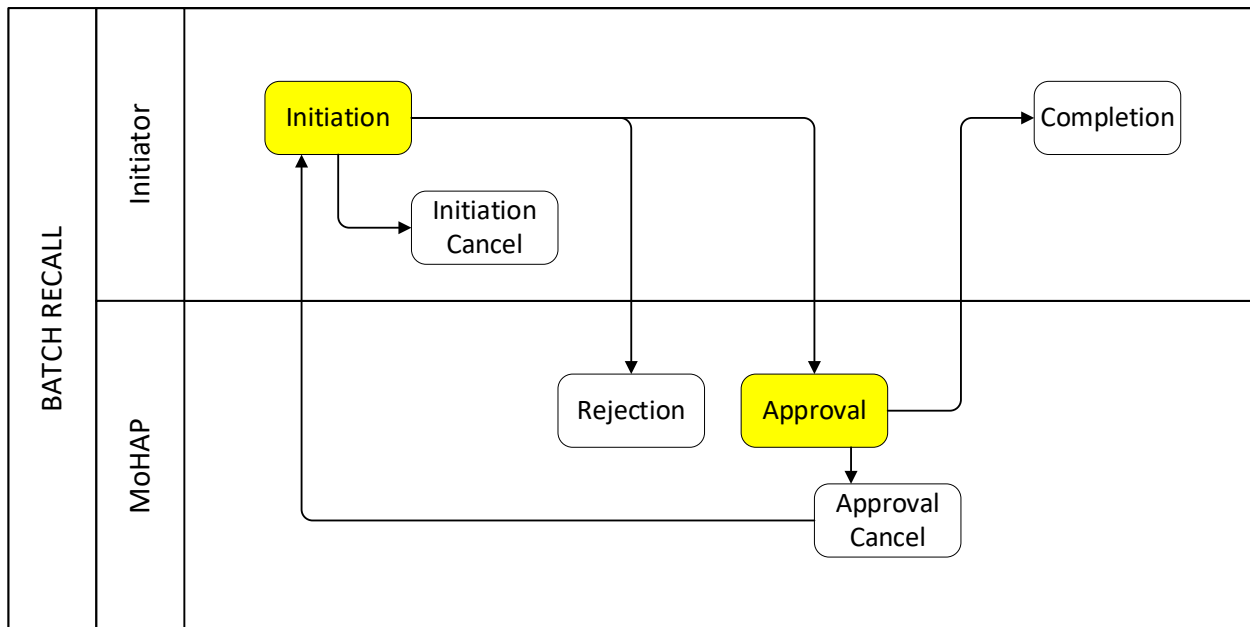 BATCH RECALL
Initiator
Initiation
Completion
Initiation
Cancel
MoHAP
Rejection
Approval
Approval
Cancel